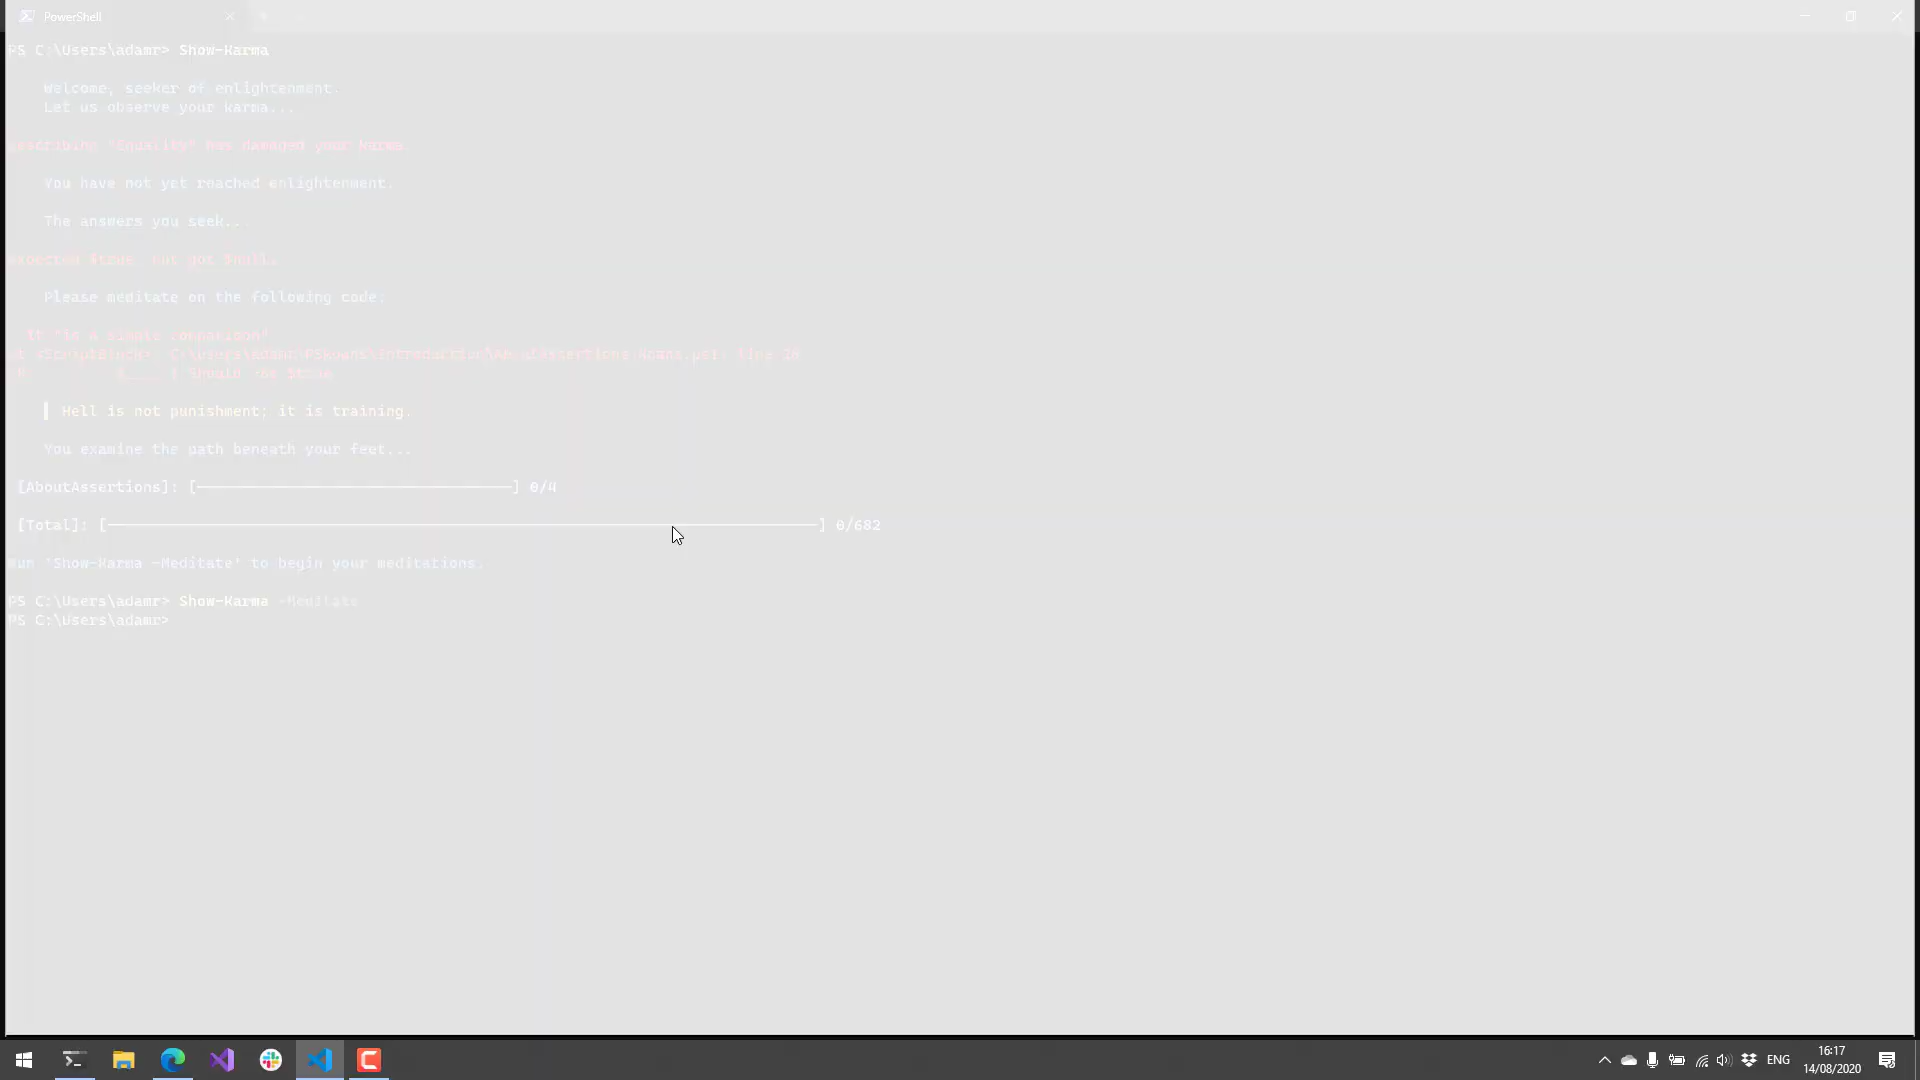 PowerShell
PS C:\Users\adamr> Show-Karma
Welcome, seeker of enlightenment.
Let us observe your karma...
Describing "Equality" has damaged your karma.
You have not yet reached enlightenment.
The answers you seek...
Expected $true, but got $null.
Please meditate on the following code:
It "is a simple comparison"
at <ScriptBlock>, C:\Users\adamr\PSKoans\Introduction\AboutAssertions.Koans.ps1: line 28
$____ | Should -Be $true
Hell is not punishment; it is training.
You examine the path beneath your feet...
[AboutAssertions]: [————————————————] 0/4
[Total]: [————————————————————————————————] 0/682
Run 'Show-Karma -Meditate' to begin your meditations.
PS C:\Users\adamr> Show-Karma -Meditate
PS C:\Users\adamr>
ENG
16:17
14/08/2020